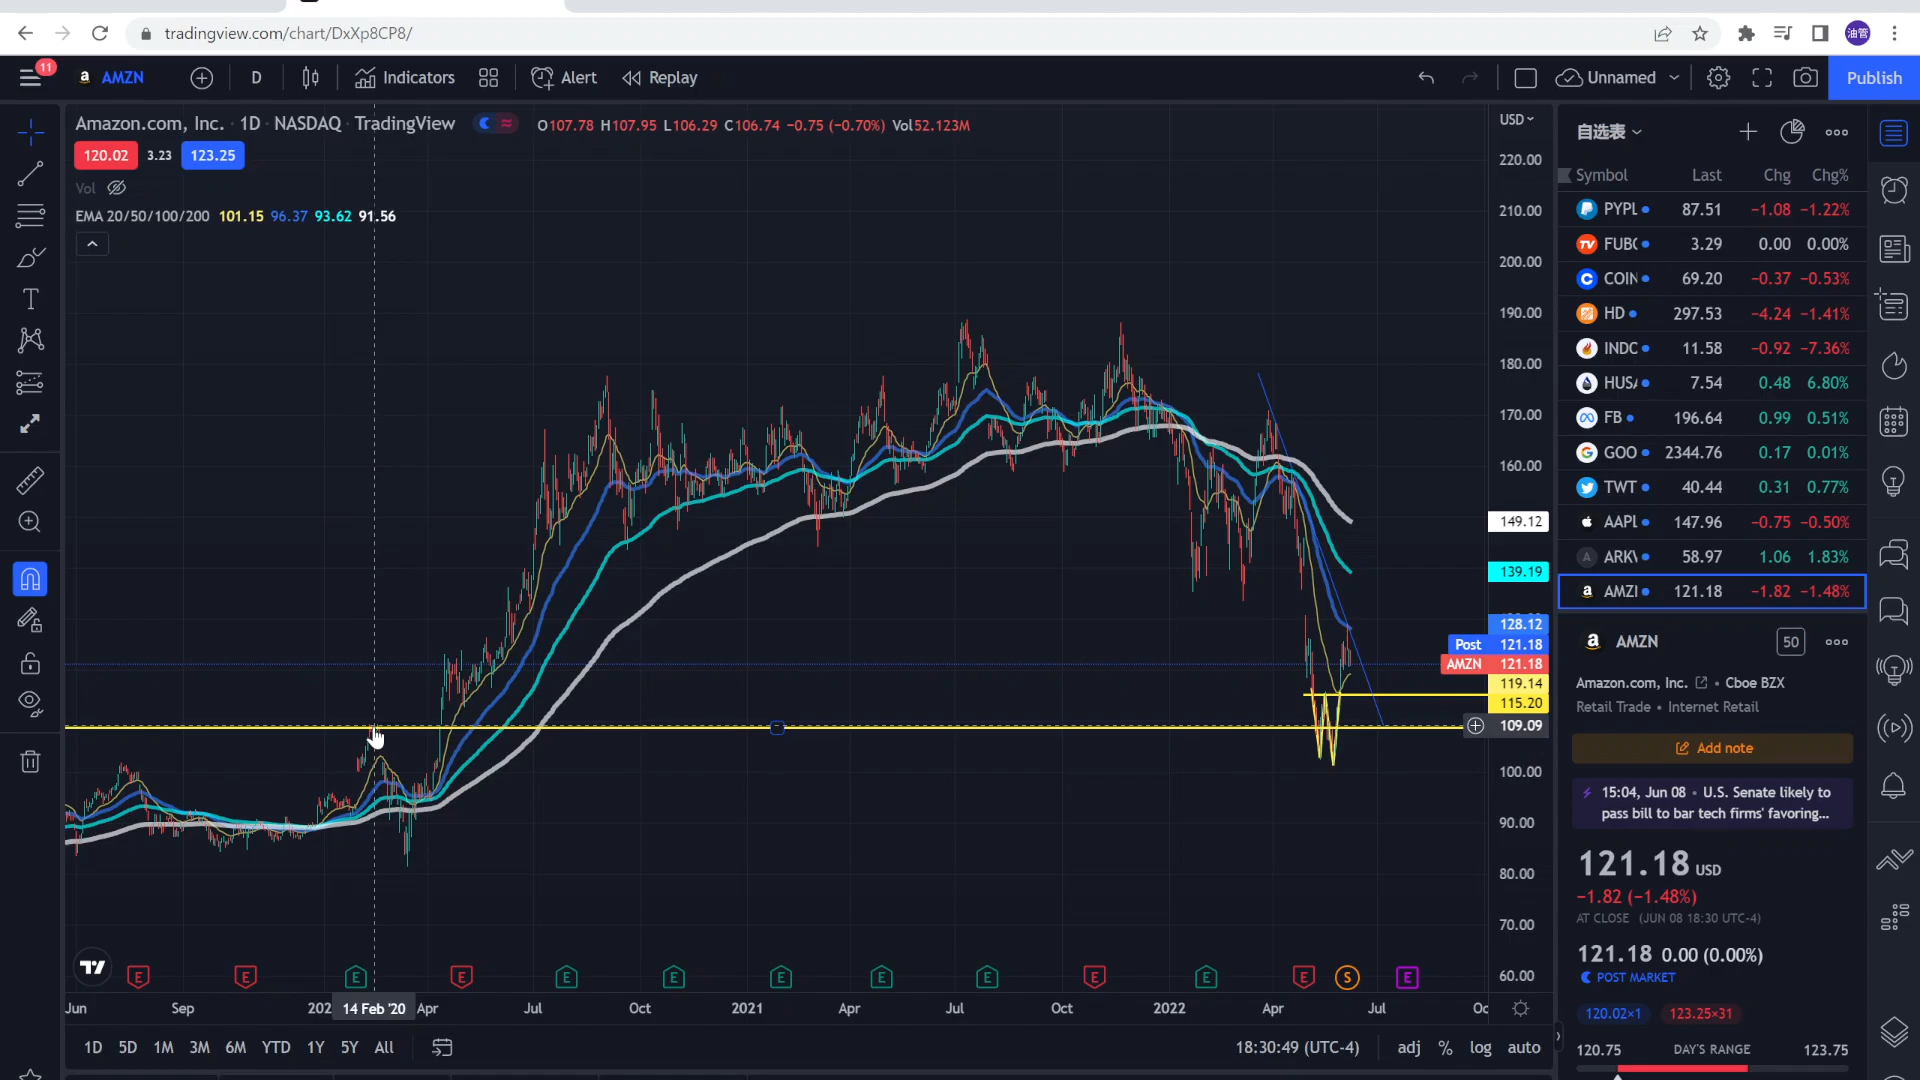 tradingview.com/chart/DxXp8CP8/
油管
11
AMZN
D
Indicators
Alert
Replay
Unnamed
Publish
Amazon.com, Inc. · 1D · NASDAQ · TradingView
O107.78 H107.95 L106.29 C106.74 −0.75 (−0.70%) Vol52.123M
120.02 3.23 123.25
Vol
EMA 20/50/100/200 101.15 96.37 93.62 91.56
USD
220.00
210.00
200.00
190.00
180.00
170.00
160.00
149.12
139.19
128.12
Post 121.18
AMZN 121.18
119.14
115.20
109.09
100.00
90.00
80.00
70.00
60.00
E E E E E E E E E E E E S E
Jun Sep 202 14 Feb '20 Apr Jul Oct 2021 Apr Jul Oct 2022 Apr Jul Oc
1D 5D 1M 3M 6M YTD 1Y 5Y All
18:30:49 (UTC-4) adj % log auto
自选表
Symbol Last Chg Chg%
PYPL 87.51 −1.08 −1.22%
FUB 3.29 0.00 0.00%
COIN 69.20 −0.37 −0.53%
HD 297.53 −4.24 −1.41%
INDO 11.58 −0.92 −7.36%
HUSA 7.54 0.48 6.80%
FB 196.64 0.99 0.51%
GOO 2344.76 0.17 0.01%
TWT 40.44 0.31 0.77%
AAPL 147.96 −0.75 −0.50%
ARK 58.97 1.06 1.83%
AMZ 121.18 −1.82 −1.48%
AMZN 50
Amazon.com, Inc. • Cboe BZX
Retail Trade • Internet Retail
Add note
15:04, Jun 08 • U.S. Senate likely to
pass bill to bar tech firms' favoring...
121.18 USD
−1.82 (−1.48%)
AT CLOSE (JUN 08 18:30 UTC-4)
121.18 0.00 (0.00%)
POST MARKET
120.02×1 123.25×31
120.75 DAY'S RANGE 123.75